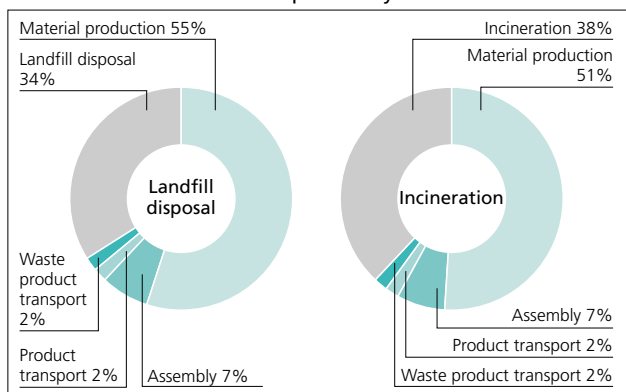 Material production 55%
Landfill disposal
34%
Landfill
disposal
Waste
product
transport
2%
Product
transport 2%
Assembly 7%
Incineration 38%
Material production
51%
Incineration
Assembly 7%
Product transport 2%
Waste product transport 2%